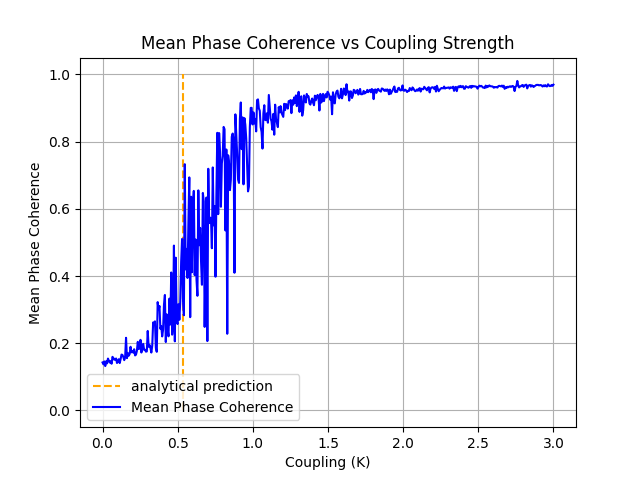 Mean Phase Coherence vs Coupling Strength
Mean Phase Coherence
1.0
0.8
0.6
0.4
0.2
0.0
analytical prediction
Mean Phase Coherence
0.0 0.5 1.0 1.5 2.0 2.5 3.0
Coupling (K)